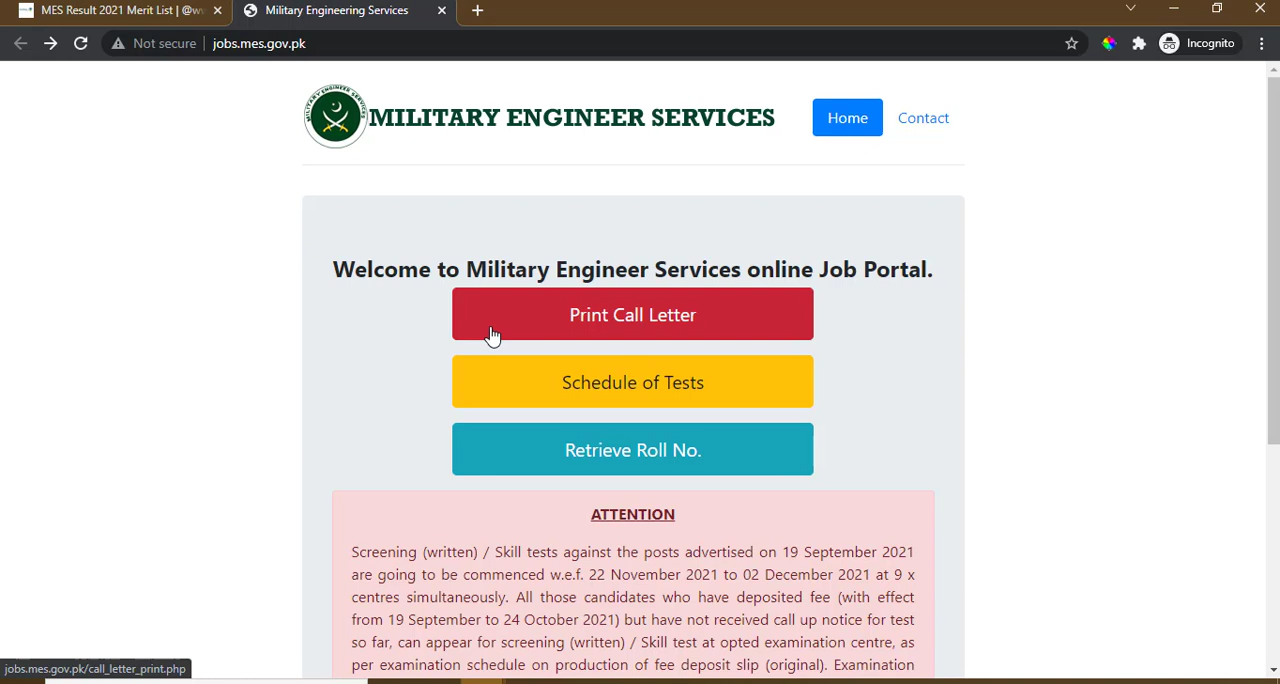 MES Result 2021 Merit List | @wu
Military Engineering Services
Not secure
jobs.mes.gov.pk
Incognito
MILITARY ENGINEER SERVICES
MILITARY ENGINEER SERVICES
Home
Contact
Welcome to Military Engineer Services online Job Portal.
Print Call Letter
Schedule of Tests
Retrieve Roll No.
ATTENTION
Screening (written) / Skill tests against the posts advertised on 19 September 2021
are going to be commenced w.e.f. 22 November 2021 to 02 December 2021 at 9 x
centres simultaneously. All those candidates who have deposited fee (with effect
from 19 September to 24 October 2021) but have not received call up notice for test
so far, can appear for screening (written) / Skill test at opted examination centre, as
per examination schedule on production of fee deposit slip (original). Examination
jobs.mes.gov.pk/call_letter_print.php